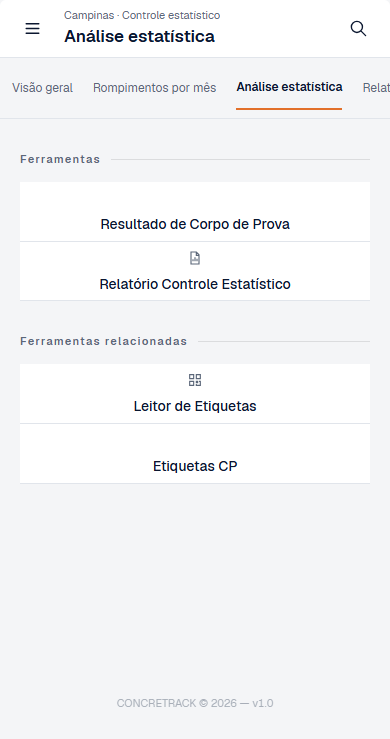 Campinas · Controle estatístico
Análise estatística
Visão geral
Rompimentos por mês
Análise estatística
Relat
Ferramentas
Resultado de Corpo de Prova
Relatório Controle Estatístico
Ferramentas relacionadas
Leitor de Etiquetas
Etiquetas CP
CONCRETRACK © 2026 — v1.0